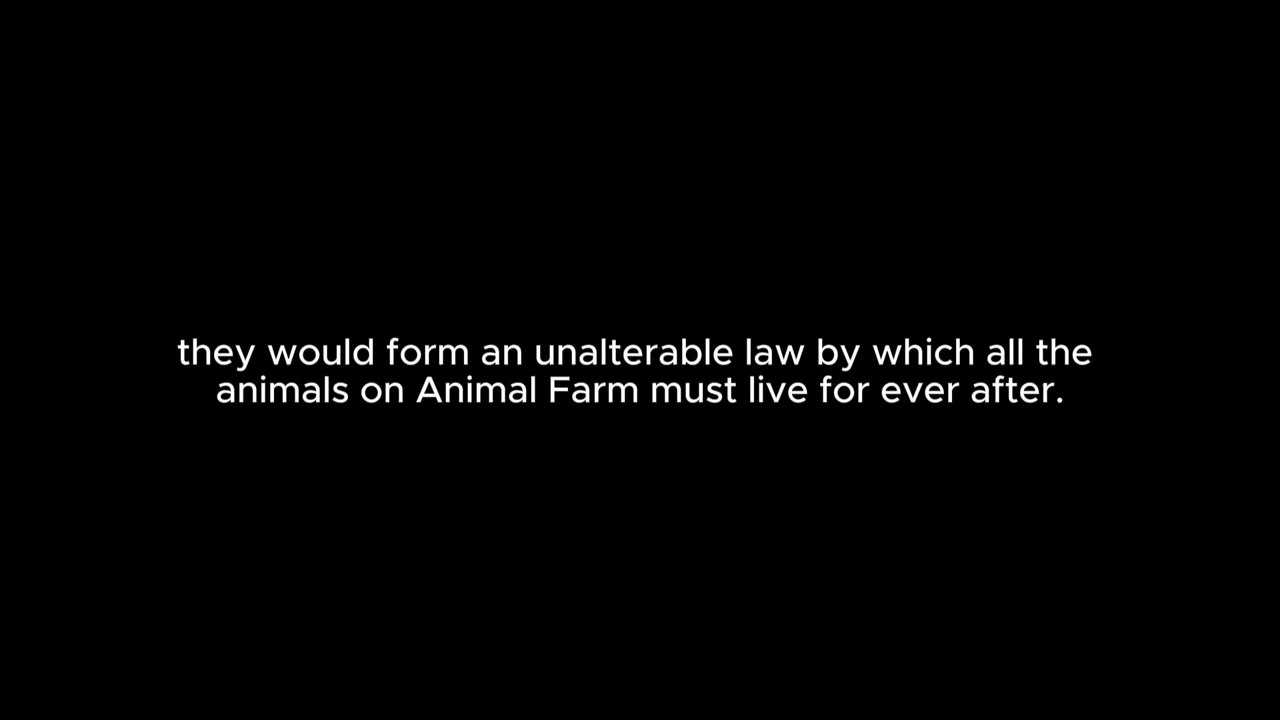 they would form an unalterable law by which all the
animals on Animal Farm must live for ever after.